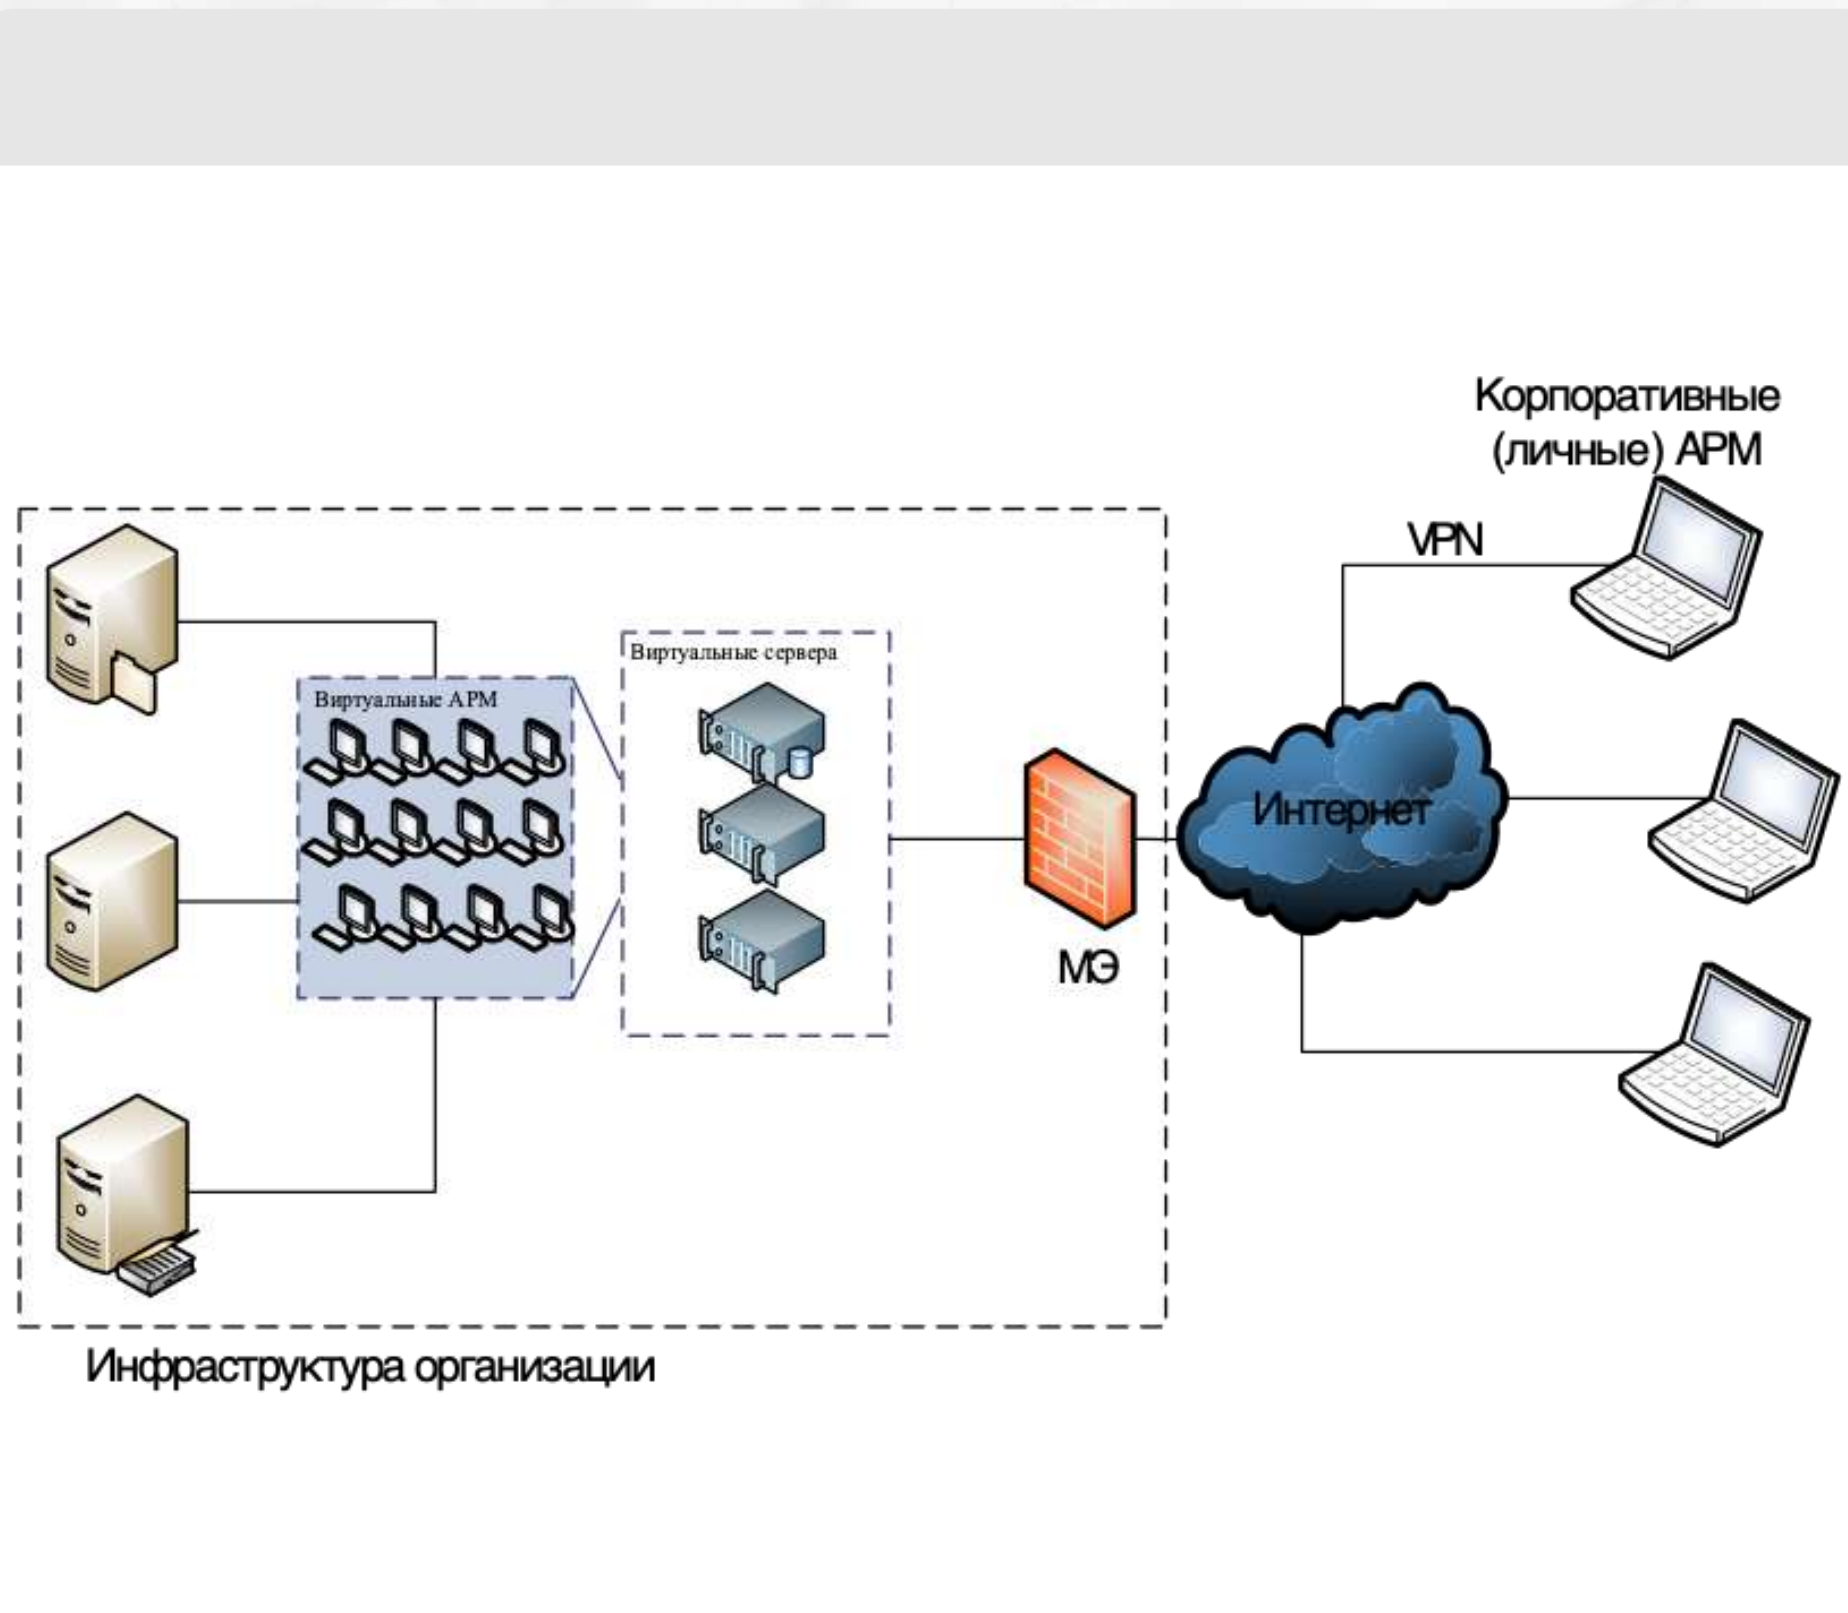 Корпоративные
(личные) АРМ
VPN
Виртуальные сервера
Виртуальные АРМ
Интернет
МЭ
Инфраструктура организации